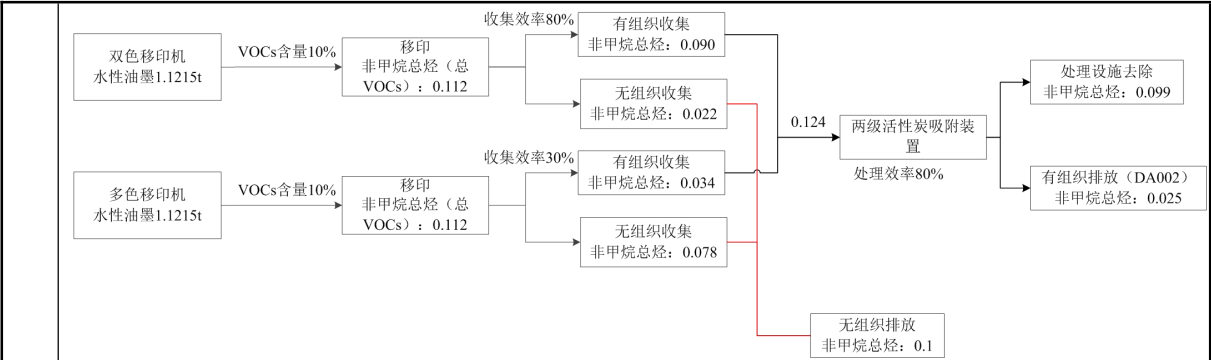 双色移印机
水性油墨1.1215t
VOCs含量10%
移印
非甲烷总烃（总
VOCs）：0.112
收集效率80%
有组织收集
非甲烷总烃：0.090
无组织收集
非甲烷总烃：0.022
多色移印机
水性油墨1.1215t
VOCs含量10%
移印
非甲烷总烃（总
VOCs）：0.112
收集效率30%
有组织收集
非甲烷总烃：0.034
无组织收集
非甲烷总烃：0.078
0.124
两级活性炭吸附装
置
处理效率80%
处理设施去除
非甲烷总烃：0.099
有组织排放（DA002）
非甲烷总烃：0.025
无组织排放
非甲烷总烃：0.1